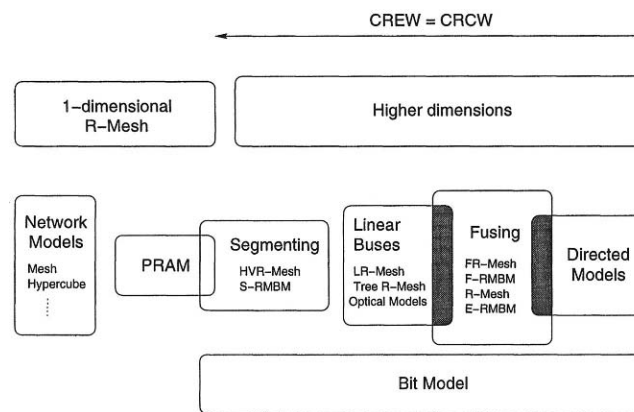 CREW = CRCW
1-dimensional
R-Mesh
Higher dimensions
Network
Models
Mesh
Hypercube
PRAM
Segmenting
HVR-Mesh
S-RMBM
Linear
Buses
LR-Mesh
Tree R-Mesh
Optical Models
Fusing
FR-Mesh
F-RMBM
R-Mesh
E-RMBM
Directed
Models
Bit Model